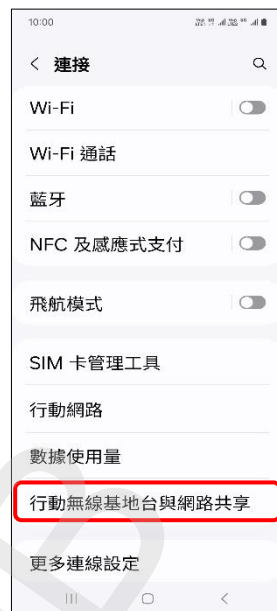 10:00
連接
Wi-Fi
Wi-Fi 通話
藍牙
NFC 及感應式支付
飛航模式
SIM 卡管理工具
行動網路
數據使用量
行動無線基地台與網路共享
更多連線設定